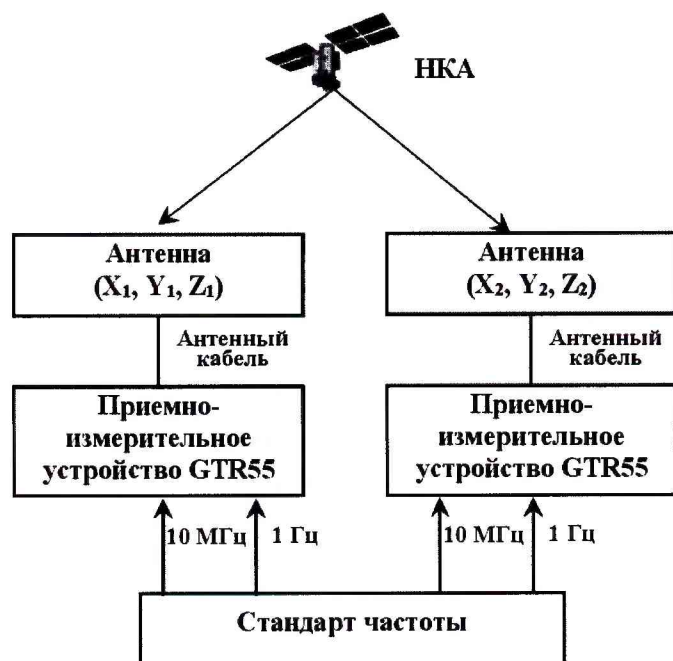 НКА
Антенна
(X₁, Y₁, Z₁)
Антенна
(X₂, Y₂, Z₂)
Антенный
кабель
Антенный
кабель
Приемно-
измерительное
устройство GTR55
Приемно-
измерительное
устройство GTR55
10 МГц
1 Гц
10 МГц
1 Гц
Стандарт частоты